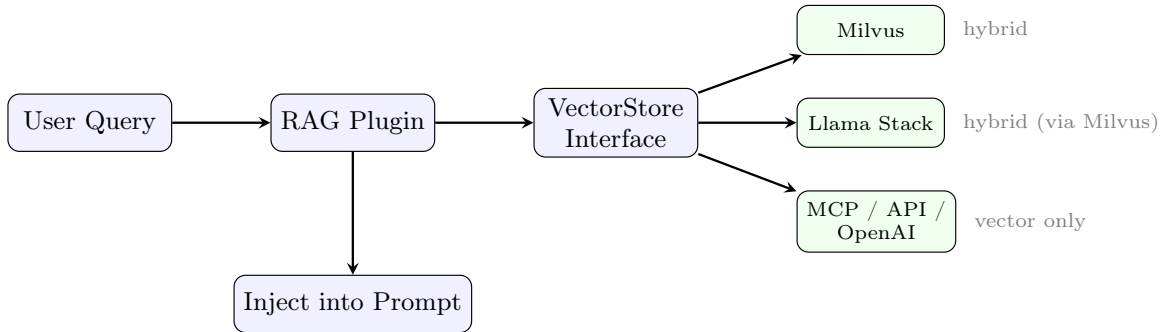 Milvus
hybrid
User Query
RAG Plugin
VectorStore
Interface
Llama Stack
hybrid (via Milvus)
MCP / API /
OpenAI
vector only
Inject into Prompt